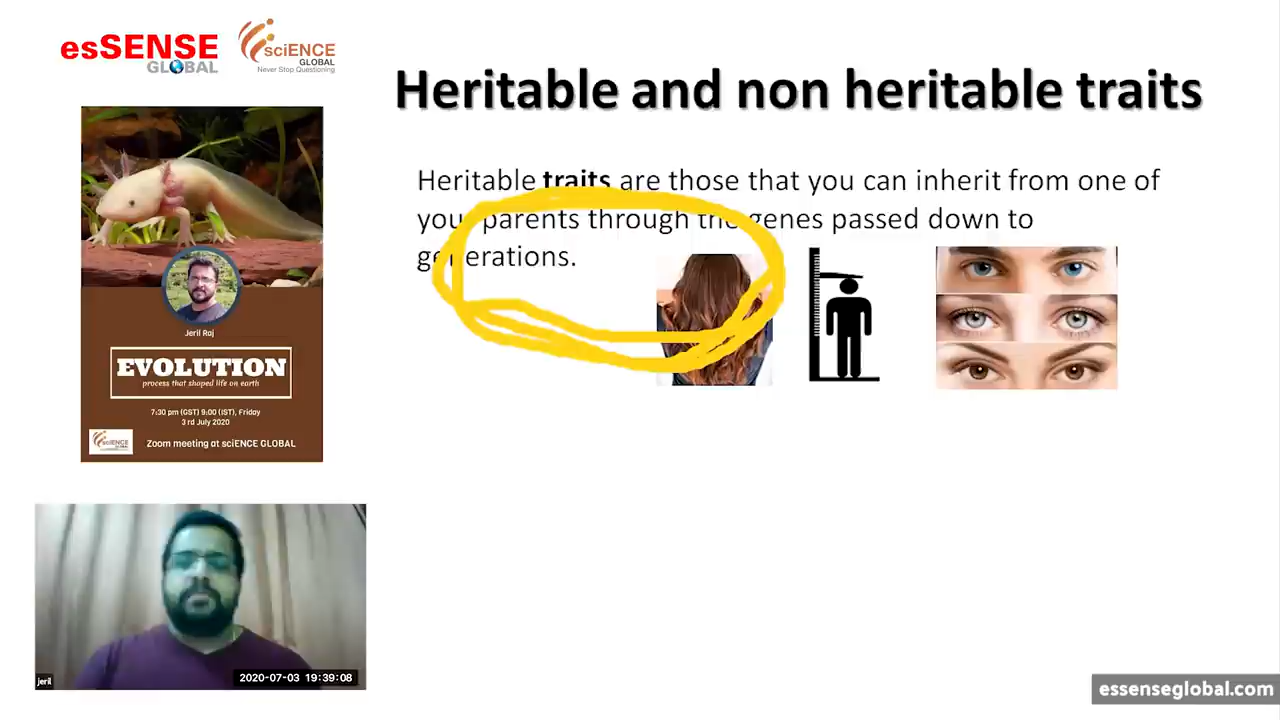 esSENSE
GLOBAL
sciENCE
GLOBAL
Never Stop Questioning
Heritable and non heritable traits
Heritable traits are those that you can inherit from one of
your parents through the genes passed down to
generations.
Jeril Raj
EVOLUTION
process that shaped life on earth
7:30 pm (GST) 9:00 (IST), Friday
3 rd July 2020
sciENCE
GLOBAL
Zoom meeting at sciENCE GLOBAL
jeril
2020-07-03 19:39:08
essenseglobal.com